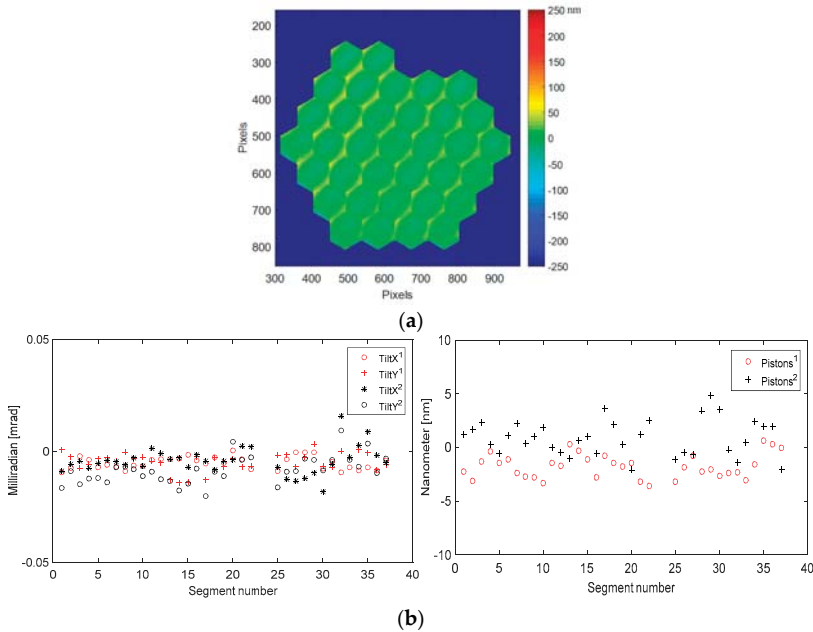 250 nm
200
150
100
50
0
-50
-100
-150
-200
-250
200
300
400
500
600
700
800
Pixels
300 400 500 600 700 800 900
Pixels
(a)
0.05
0
-0.05
Milliradian [mrad]
TiltX1
TiltY1
TiltX2
TiltY2
0 5 10 15 20 25 30 35 40
Segment number
10
5
0
-5
-10
Nanometer [nm]
Pistons1
Pistons2
0 5 10 15 20 25 30 35 40
Segment number
(b)